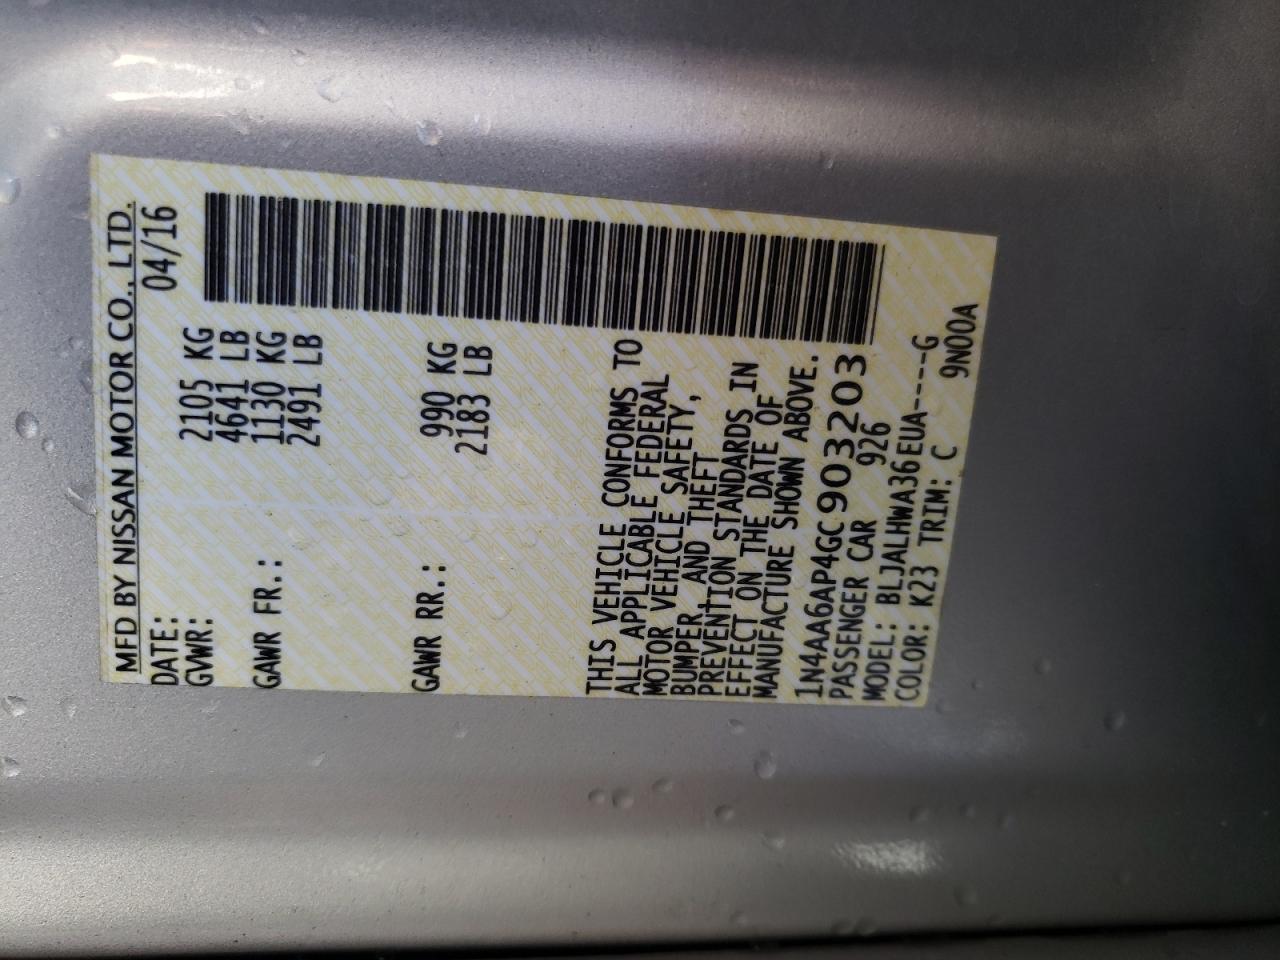 MFD BY NISSAN MOTOR CO., LTD.
DATE: 04/16
GVWR: 2105 KG
4641 LB
GAWR FR.: 1130 KG
2491 LB
GAWR RR.: 990 KG
2183 LB
THIS VEHICLE CONFORMS TO
ALL APPLICABLE FEDERAL
MOTOR VEHICLE SAFETY,
BUMPER, AND THEFT
PREVENTION STANDARDS IN
EFFECT ON THE DATE OF
MANUFACTURE SHOWN ABOVE.
1N4AA6AP4GC903203
PASSENGER CAR 926
MODEL: BLJALHWA36EUA----G
COLOR: K23 TRIM: C 9N00A